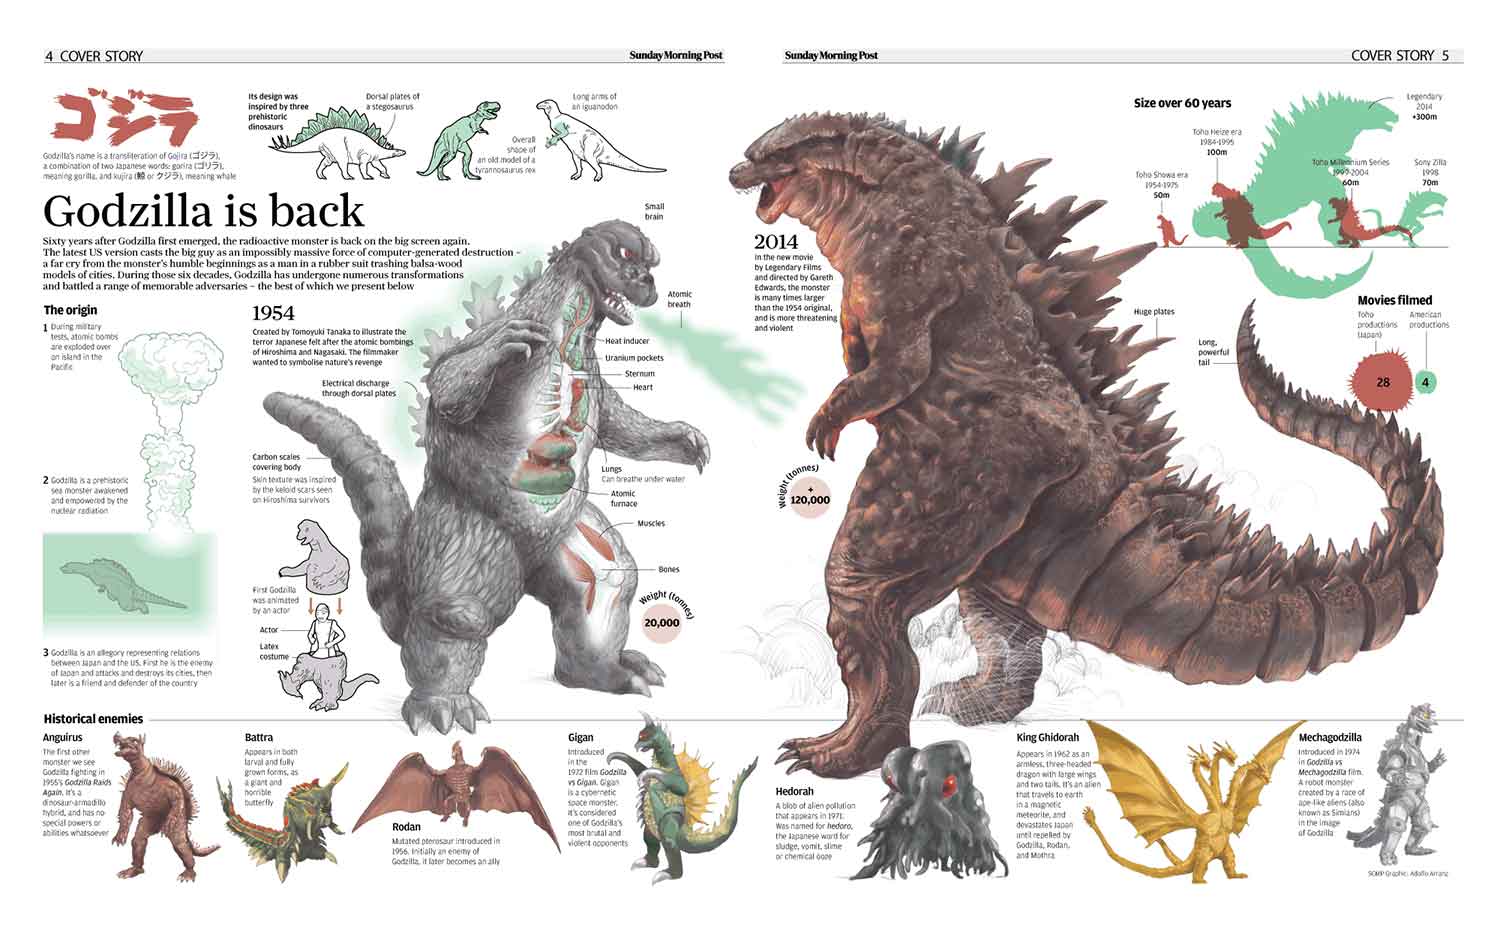 4 COVER STORY
Sunday Morning Post
Sunday Morning Post
COVER STORY 5
ゴジラ
Godzilla's name is a transliteration of Gojira (ゴジラ),
a combination of two Japanese words: gorira (ゴリラ),
meaning gorilla, and kujira (鯨 or クジラ), meaning whale
Its design was
inspired by three
prehistoric
dinosaurs
Dorsal plates of
a stegosaurus
Overall
shape of
an old model of a
tyrannosaurus rex
Long arms of
an iguanodon
Godzilla is back
Sixty years after Godzilla first emerged, the radioactive monster is back on the big screen again.
The latest US version casts the big guy as an impossibly massive force of computer-generated destruction –
a far cry from the monster's humble beginnings as a man in a rubber suit trashing balsa-wood
models of cities. During those six decades, Godzilla has undergone numerous transformations
and battled a range of memorable adversaries – the best of which we present below
The origin
1 During military
tests, atomic bombs
are exploded over
an island in the
Pacific
2 Godzilla is a prehistoric
sea monster awakened
and empowered by the
nuclear radiation
3 Godzilla is an allegory representing relations
between Japan and the US. First he is the enemy
of Japan and attacks and destroys its cities, then
later is a friend and defender of the country
1954
Created by Tomoyuki Tanaka to illustrate the
terror Japanese felt after the atomic bombings
of Hiroshima and Nagasaki. The filmmaker
wanted to symbolise nature's revenge
Electrical discharge
through dorsal plates
Carbon scales
covering body
Skin texture was inspired
by the keloid scars seen
on Hiroshima survivors
First Godzilla
was animated
by an actor
Actor
Latex
costume
Small
brain
Atomic
breath
Heat inducer
Uranium pockets
Sternum
Heart
Lungs
Can breathe under water
Atomic
furnace
Muscles
Bones
Weight (tonnes)
20,000
2014
In the new movie
by Legendary Films
and directed by Gareth
Edwards, the monster
is many times larger
than the 1954 original,
and is more threatening
and violent
Weight (tonnes)
+
120,000
Huge plates
Long,
powerful
tail
Size over 60 years
Toho Showa era
1954-1975
50m
Toho Heize era
1984-1995
100m
Legendary
2014
+300m
Toho Millennium Series
1999-2004
60m
Sony Zilla
1998
70m
Movies filmed
Toho
productions
(Japan)
American
productions
28
4
Historical enemies
Anguirus
The first other
monster we see
Godzilla fighting in
1955's Godzilla Raids
Again. It's a
dinosaur-armadillo
hybrid, and has no
special powers or
abilities whatsoever
Battra
Appears in both
larval and fully
grown forms, as
a giant and
horrible
butterfly
Rodan
Mutated pterosaur introduced in
1956. Initially an enemy of
Godzilla, it later becomes an ally
Gigan
Introduced
in the
1972 film Godzilla
vs Gigan. Gigan
is a cybernetic
space monster.
It's considered
one of Godzilla's
most brutal and
violent opponents
Hedorah
A blob of alien pollution
that appears in 1971.
Was named for hedoro,
the Japanese word for
sludge, vomit, slime
or chemical ooze
King Ghidorah
Appears in 1962 as an
armless, three-headed
dragon with large wings
and two tails. It's an alien
that travels to earth
in a magnetic
meteorite, and
devastates Japan
until repelled by
Godzilla, Rodan,
and Mothra
Mechagodzilla
Introduced in 1974
in Godzilla vs
Mechagodzilla film.
A robot monster
created by a race of
ape-like aliens (also
known as Simians)
in the image
of Godzilla
SCMP Graphic: Adolfo Arranz